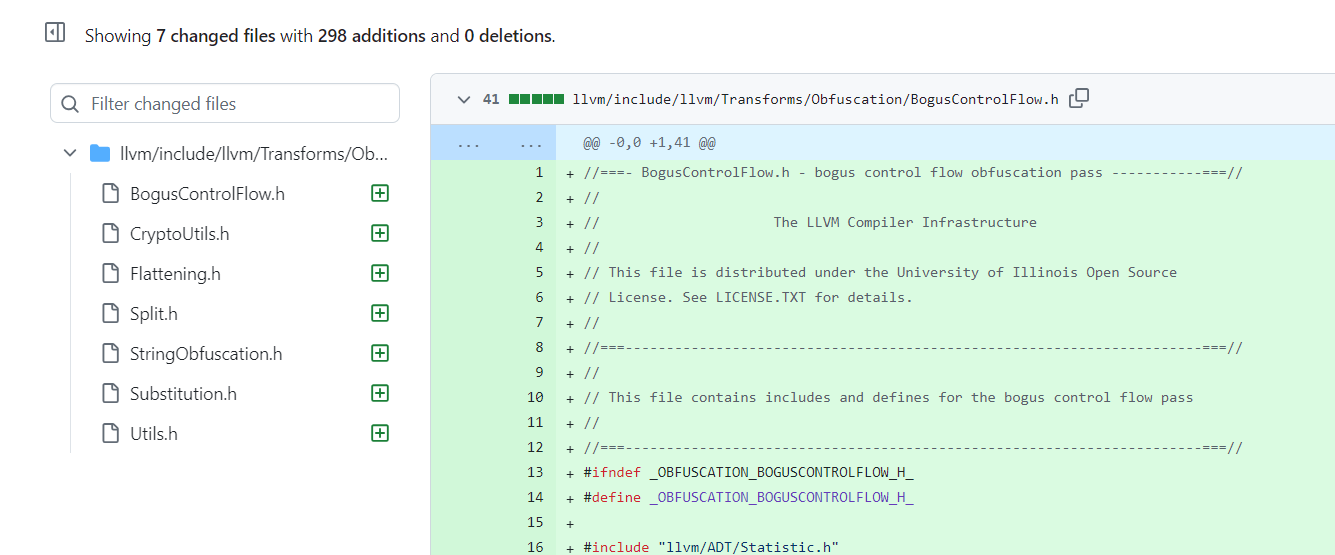 Showing 7 changed files with 298 additions and 0 deletions.
Filter changed files
llvm/include/llvm/Transforms/Ob...
BogusControlFlow.h
CryptoUtils.h
Flattening.h
Split.h
StringObfuscation.h
Substitution.h
Utils.h
41 llvm/include/llvm/Transforms/Obfuscation/BogusControlFlow.h
... ... @@ -0,0 +1,41 @@
1 + //===- BogusControlFlow.h - bogus control flow obfuscation pass -----------===//
2 + //
3 + // The LLVM Compiler Infrastructure
4 + //
5 + // This file is distributed under the University of Illinois Open Source
6 + // License. See LICENSE.TXT for details.
7 + //
8 + //===----------------------------------------------------------------------===//
9 + //
10 + // This file contains includes and defines for the bogus control flow pass
11 + //
12 + //===----------------------------------------------------------------------===//
13 + #ifndef _OBFUSCATION_BOGUSCONTROLFLOW_H_
14 + #define _OBFUSCATION_BOGUSCONTROLFLOW_H_
15 +
16 + #include "llvm/ADT/Statistic.h"